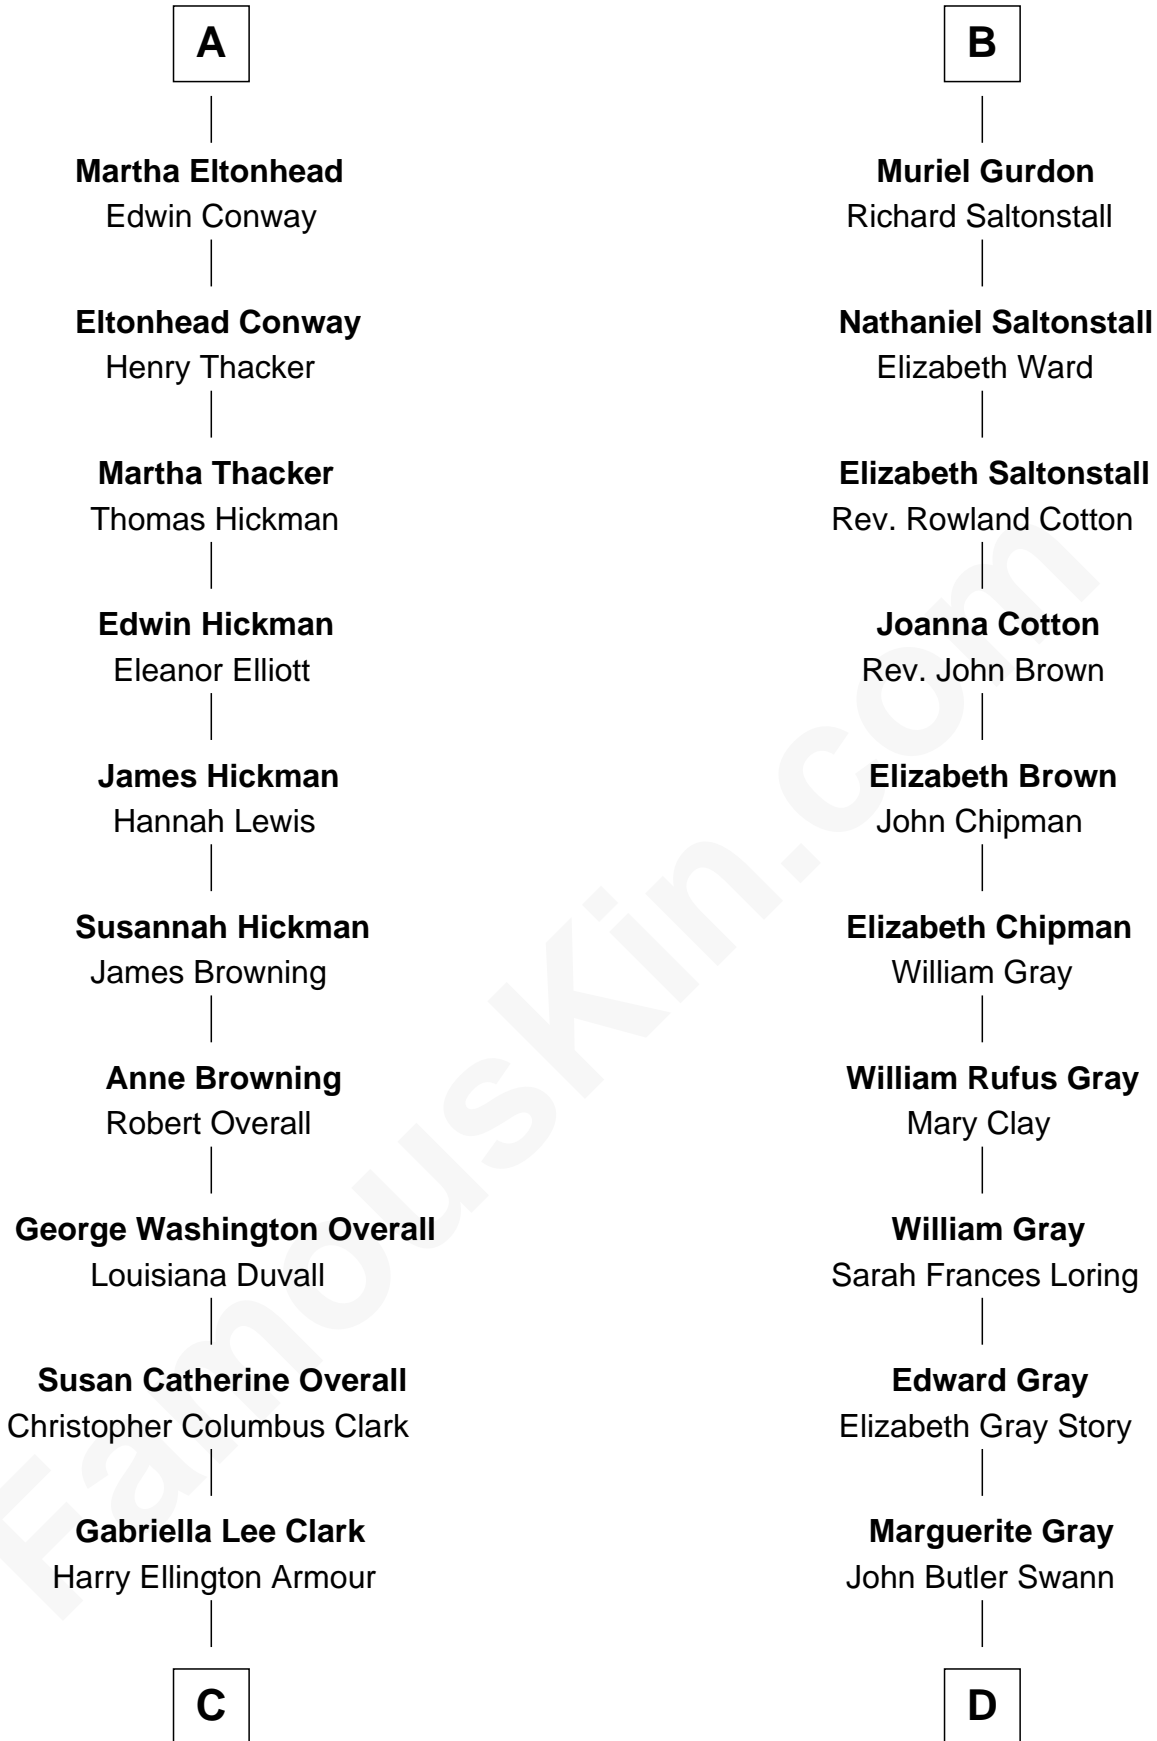 A
Martha Eltonhead
Edwin Conway
Eltonhead Conway
Henry Thacker
Martha Thacker
Thomas Hickman
Edwin Hickman
Eleanor Elliott
James Hickman
Hannah Lewis
Susannah Hickman
James Browning
Anne Browning
Robert Overall
George Washington Overall
Louisiana Duvall
Susan Catherine Overall
Christopher Columbus Clark
Gabriella Lee Clark
Harry Ellington Armour
C
B
Muriel Gurdon
Richard Saltonstall
Nathaniel Saltonstall
Elizabeth Ward
Elizabeth Saltonstall
Rev. Rowland Cotton
Joanna Cotton
Rev. John Brown
Elizabeth Brown
John Chipman
Elizabeth Chipman
William Gray
William Rufus Gray
Mary Clay
William Gray
Sarah Frances Loring
Edward Gray
Elizabeth Gray Story
Marguerite Gray
John Butler Swann
D
FamousKin.com